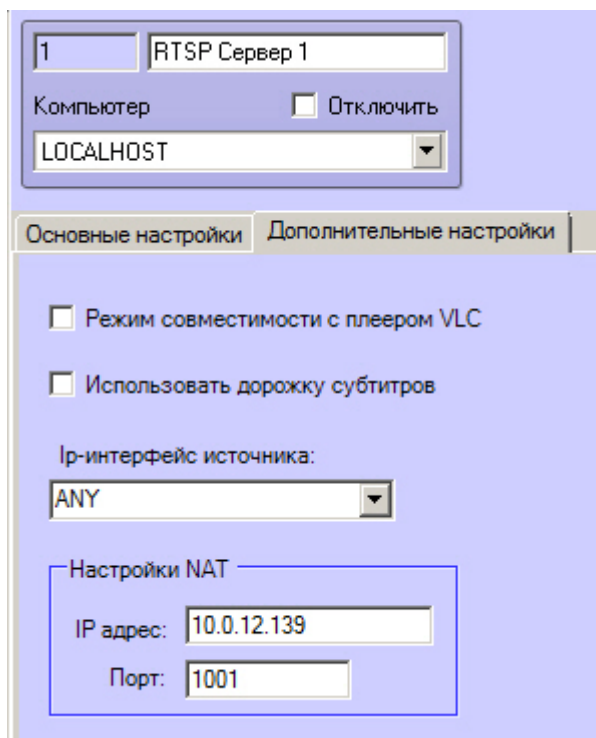 1 RTSP Сервер 1
Компьютер Отключить
LOCALHOST
Основные настройки Дополнительные настройки
Режим совместимости с плеером VLC
Использовать дорожку субтитров
Ip-интерфейс источника:
ANY
Настройки NAT
IP адрес: 10.0.12.139
Порт: 1001